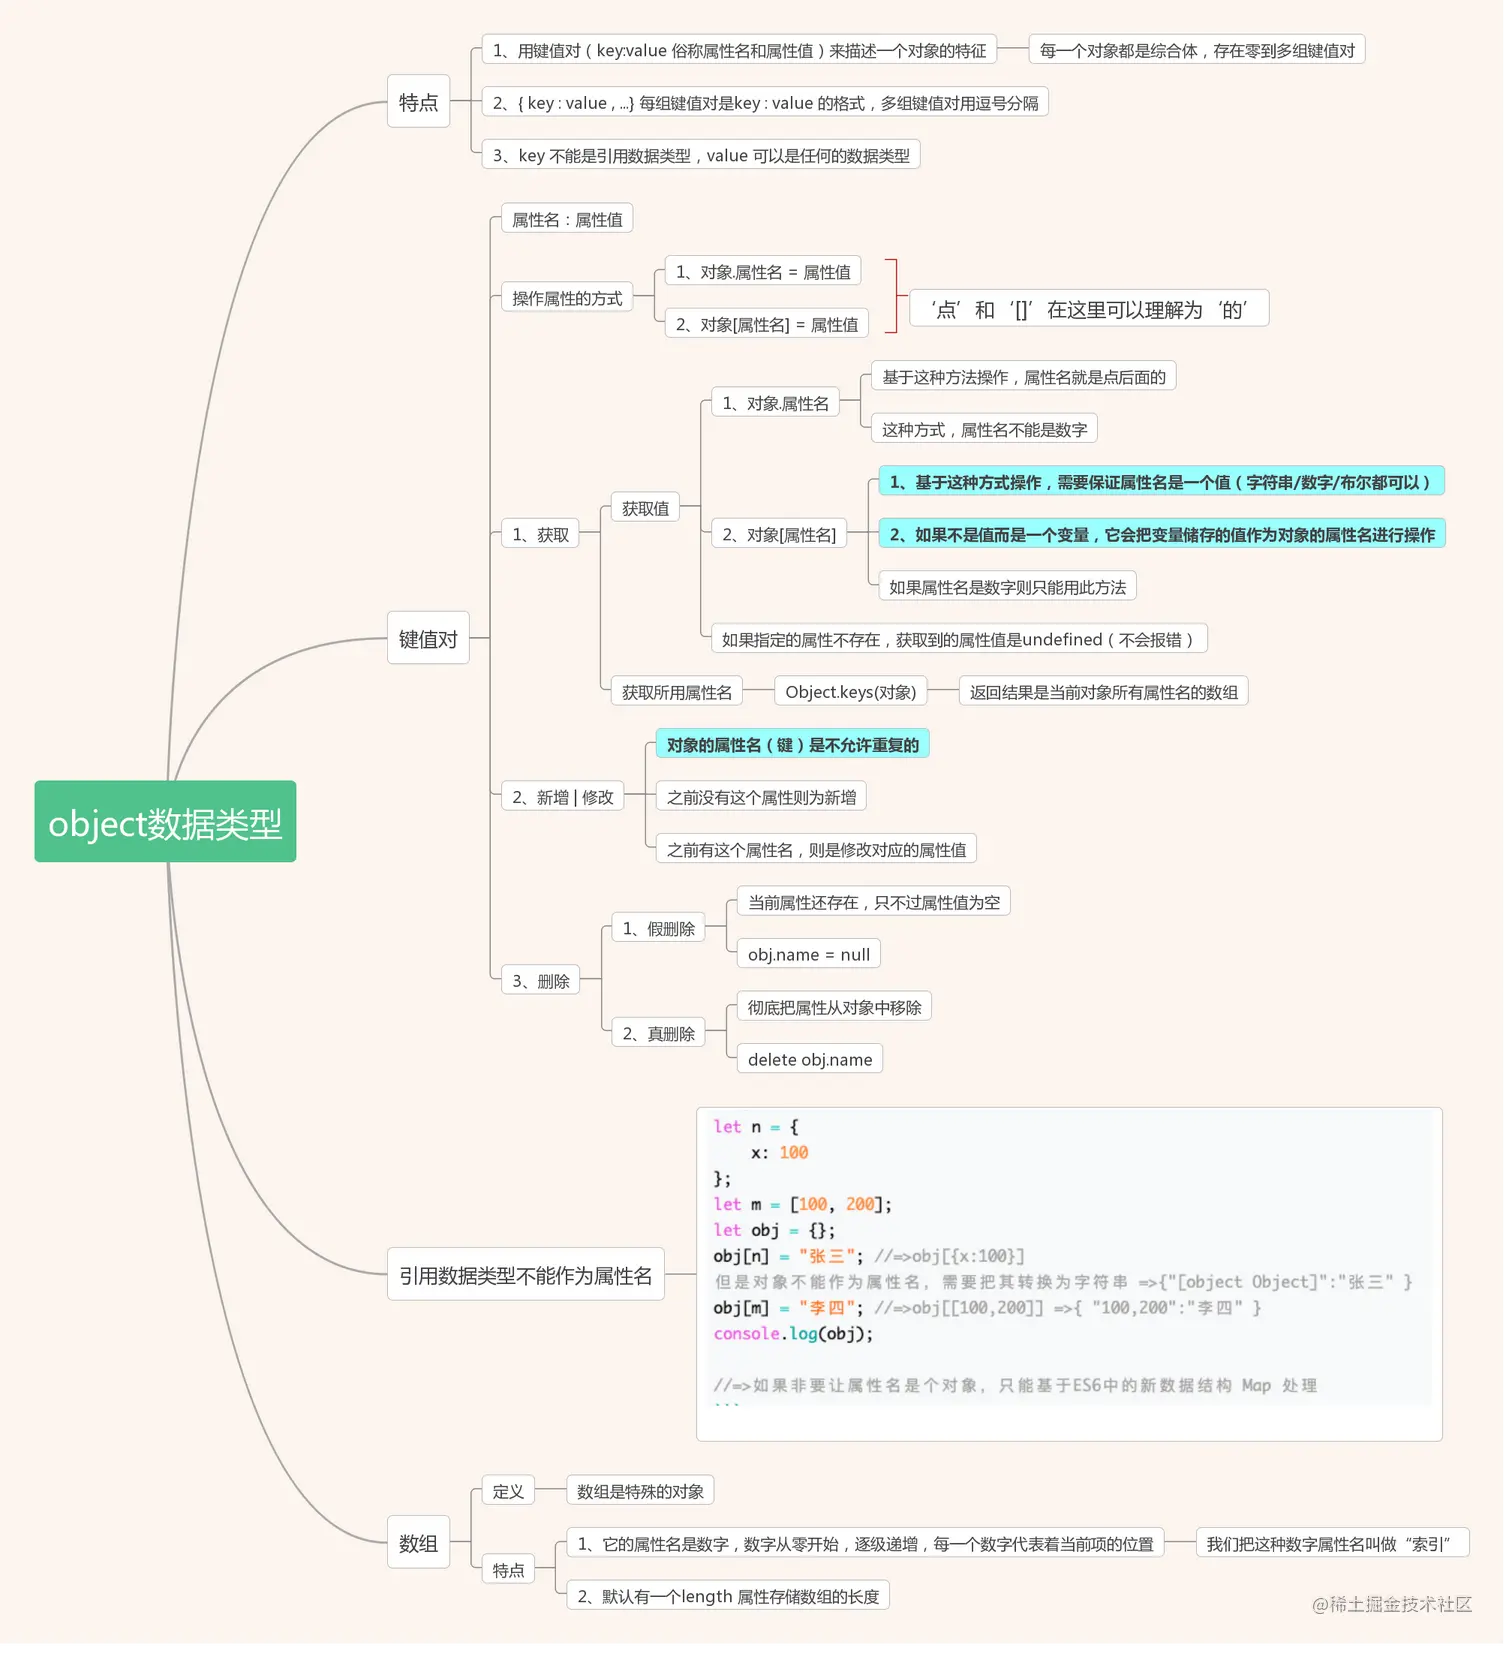 object数据类型
特点
1、用键值对（key:value 俗称属性名和属性值）来描述一个对象的特征
每一个对象都是综合体，存在零到多组键值对
2、{ key : value , ...} 每组键值对是key : value 的格式，多组键值对用逗号分隔
3、key 不能是引用数据类型，value 可以是任何的数据类型
键值对
属性名：属性值
操作属性的方式
1、对象.属性名 = 属性值
2、对象[属性名] = 属性值
‘点’和‘[]’在这里可以理解为‘的’
1、获取
获取值
1、对象.属性名
基于这种方法操作，属性名就是点后面的
这种方式，属性名不能是数字
2、对象[属性名]
1、基于这种方式操作，需要保证属性名是一个值（字符串/数字/布尔都可以）
2、如果不是值而是一个变量，它会把变量储存的值作为对象的属性名进行操作
如果属性名是数字则只能用此方法
如果指定的属性不存在，获取到的属性值是undefined（不会报错）
获取所用属性名
Object.keys(对象)
返回结果是当前对象所有属性名的数组
2、新增 | 修改
对象的属性名（键）是不允许重复的
之前没有这个属性则为新增
之前有这个属性名，则是修改对应的属性值
3、删除
1、假删除
当前属性还存在，只不过属性值为空
obj.name = null
2、真删除
彻底把属性从对象中移除
delete obj.name
引用数据类型不能作为属性名
let n = {
    x: 100
};
let m = [100, 200];
let obj = {};
obj[n] = "张三"; //=>obj[{x:100}]
但是对象不能作为属性名，需要把其转换为字符串 =>{"[object Object]":"张三" }
obj[m] = "李四"; //=>obj[[100,200]] =>{ "100,200":"李四" }
console.log(obj);
//=>如果非要让属性名是个对象，只能基于ES6中的新数据结构 Map 处理
```
数组
定义
数组是特殊的对象
特点
1、它的属性名是数字，数字从零开始，逐级递增，每一个数字代表着当前项的位置
我们把这种数字属性名叫做“索引”
2、默认有一个length 属性存储数组的长度
@稀土掘金技术社区